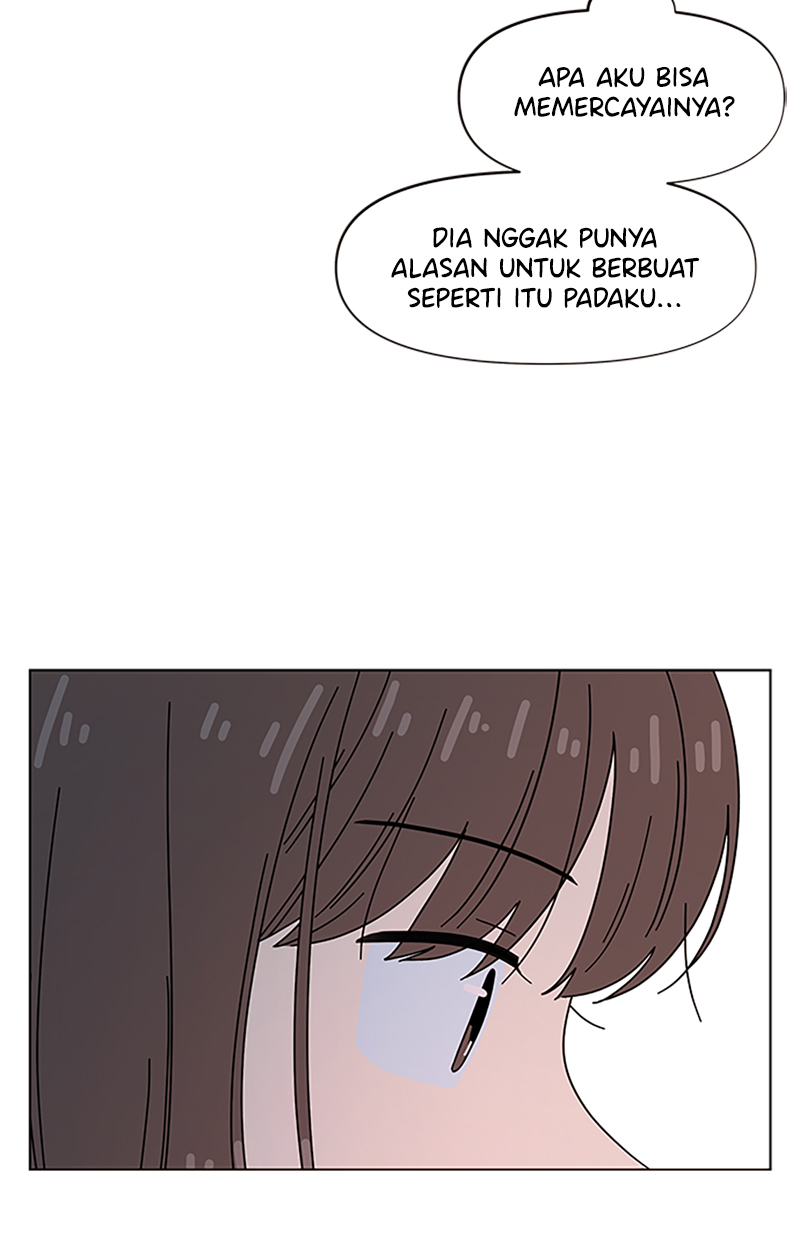 APA AKU BISA
MEMERCAYAINYA?
DIA NGGAK PUNYA
ALASAN UNTUK BERBUAT
SEPERTI ITU PADAKU...